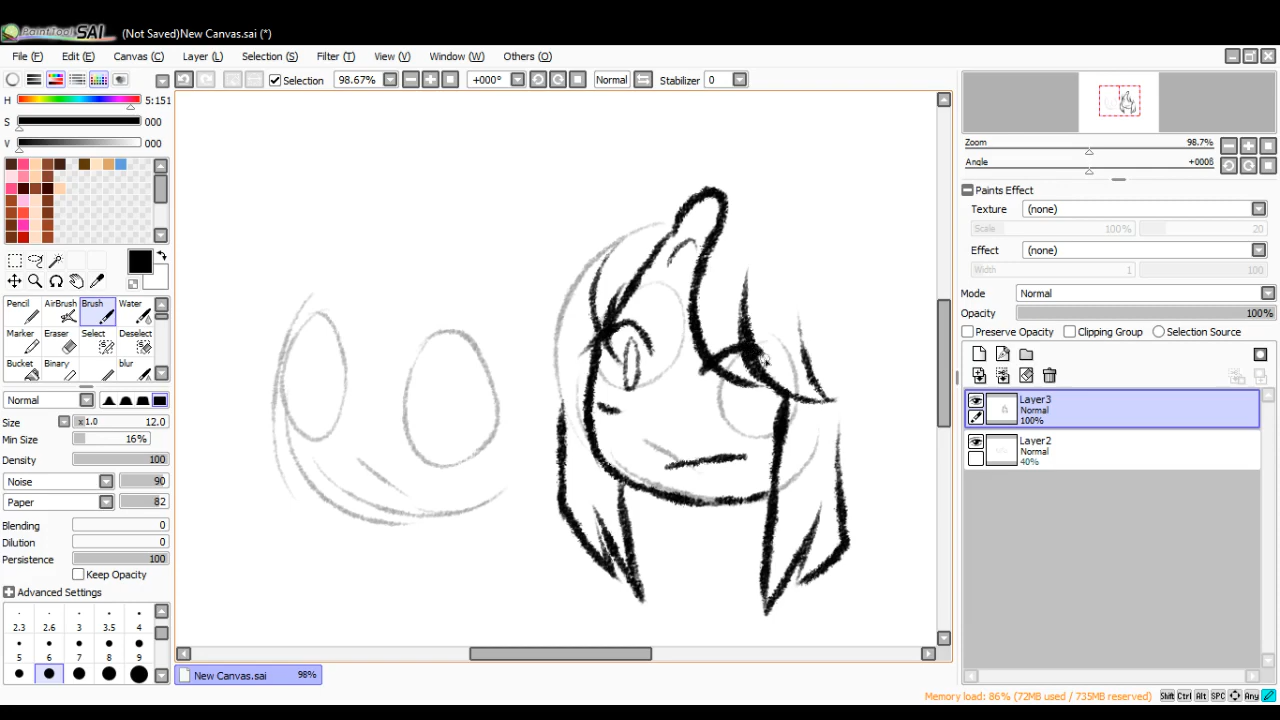 PaintTool SAI (Not Saved)New Canvas.sai (*)
File (F) Edit (E) Canvas (C) Layer (L) Selection (S) Filter (T) View (V) Window (W) Others (O)
Selection 98.67% +000° Normal Stabilizer 0
H 5:151
S 000
V 000
Pencil AirBrush Brush Water
Marker Eraser Select Deselect
Bucket Binary blur
Normal
Size x1.0 12.0
Min Size 16%
Density 100
Noise 90
Paper 82
Blending 0
Dilution 0
Persistence 100
Keep Opacity
Advanced Settings
2.3 2.6 3 3.5 4
5 6 7 8 9
New Canvas.sai 98%
Zoom 98.7%
Angle +000ß
Paints Effect
Texture (none)
Scale 100% 20
Effect (none)
Width 1 100
Mode Normal
Opacity 100%
Preserve Opacity Clipping Group Selection Source
Layer3
Normal
100%
Layer2
Normal
40%
Memory load: 86% (72MB used / 735MB reserved) Shift Ctrl Alt SPC Any